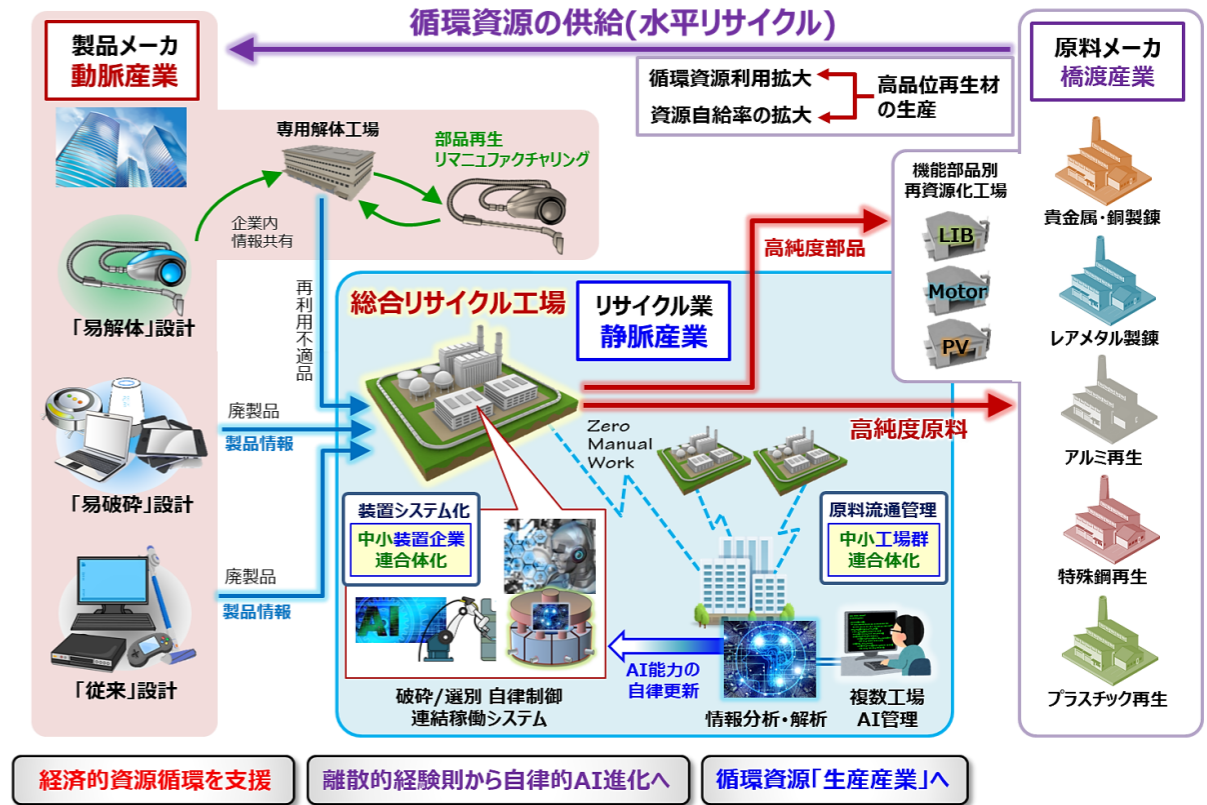 循環資源の供給(水平リサイクル)
製品メーカ
動脈産業
原料メーカ
橋渡産業
循環資源利用拡大
資源自給率の拡大
高品位再生材
の生産
専用解体工場
部品再生
リマニュファクチャリング
企業内
情報共有
「易解体」設計
再利用不適品
機能部品別
再資源化工場
LIB
Motor
PV
高純度部品
貴金属・銅製錬
レアメタル製錬
アルミ再生
特殊鋼再生
プラスチック再生
総合リサイクル工場
リサイクル業
静脈産業
廃製品
製品情報
「易破砕」設計
高純度原料
Zero
Manual
Work
装置システム化
中小装置企業
連合体化
原料流通管理
中小工場群
連合体化
廃製品
製品情報
「従来」設計
AI
AI能力の
自律更新
破砕/選別 自律制御
連結稼働システム
情報分析・解析
複数工場
AI管理
経済的資源循環を支援
離散的経験則から自律的AI進化へ
循環資源「生産産業」へ